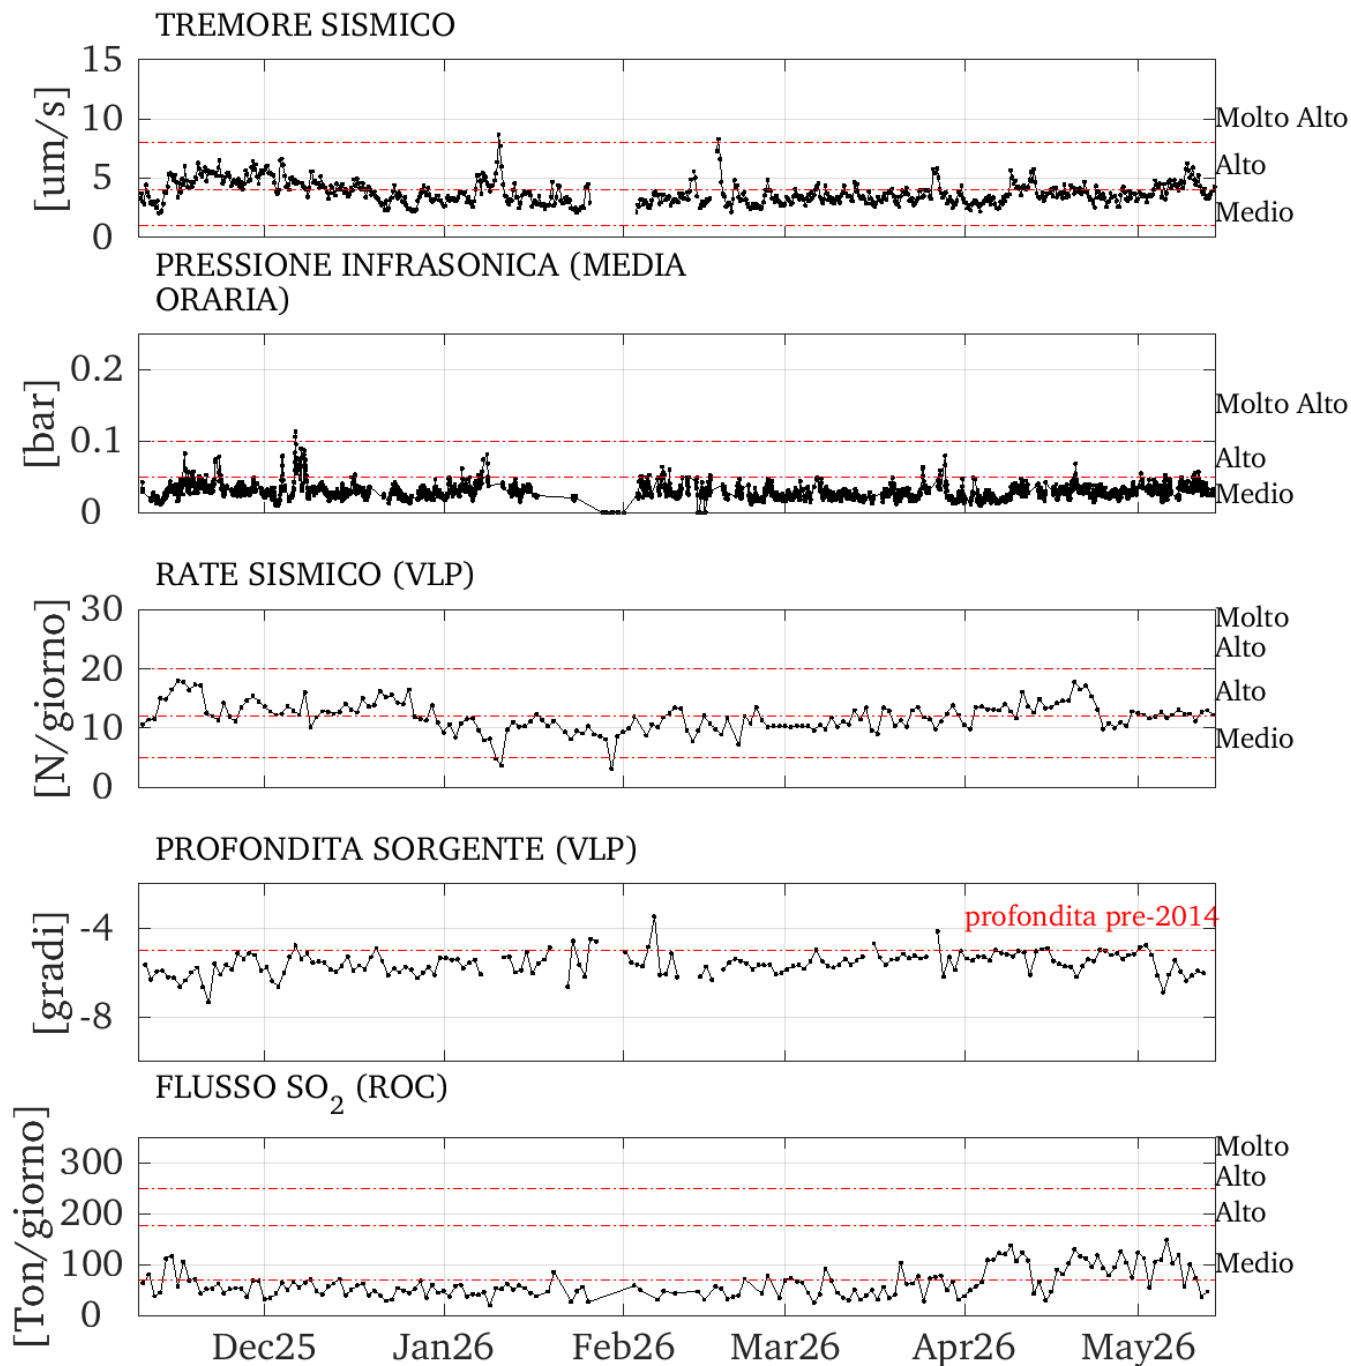 TREMORE SISMICO
[um/s]
15
10
5
0
Molto Alto
Alto
Medio
PRESSIONE INFRASONICA (MEDIA
ORARIA)
[bar]
0.2
0.1
0
Molto Alto
Alto
Medio
RATE SISMICO (VLP)
[N/giorno]
30
20
10
0
Molto
Alto
Alto
Medio
PROFONDITA SORGENTE (VLP)
[gradi]
-4
-8
profondita pre-2014
FLUSSO SO2 (ROC)
[Ton/giorno]
300
200
100
0
Molto
Alto
Alto
Medio
Dec25 Jan26 Feb26 Mar26 Apr26 May26